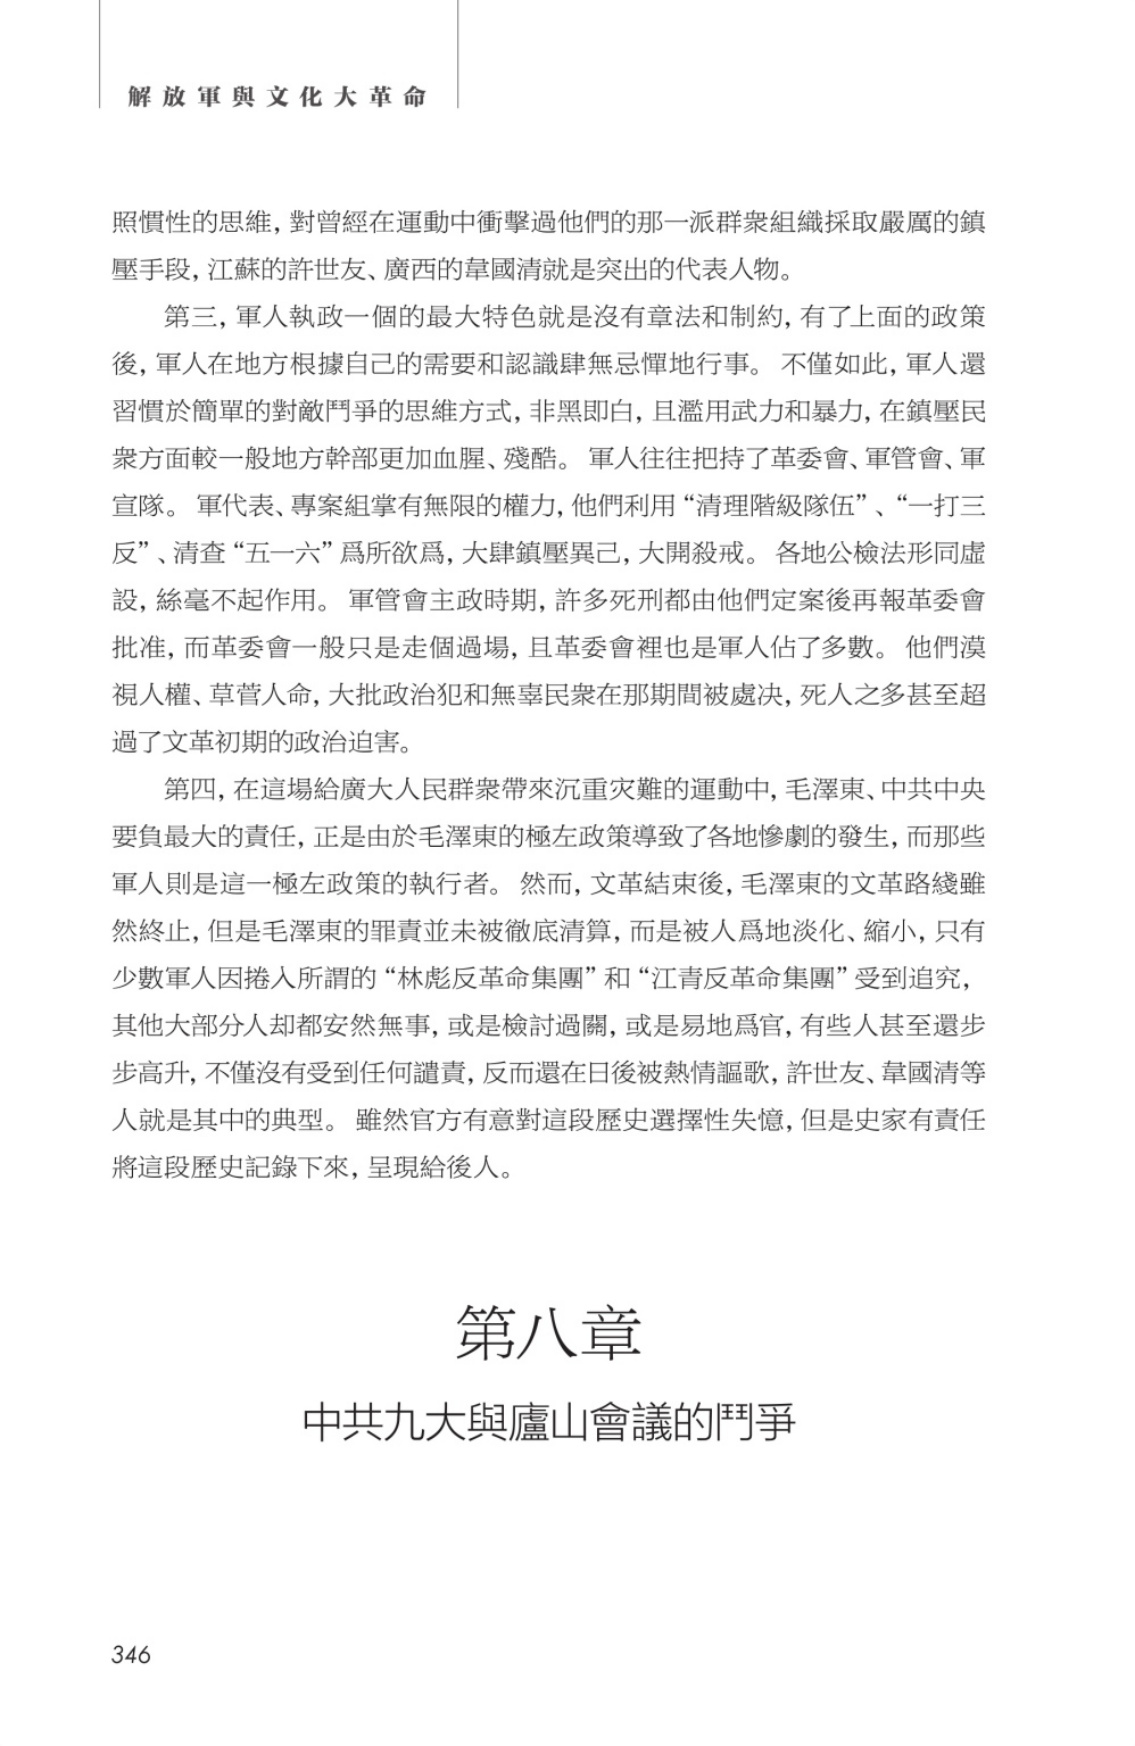 解放軍與文化大革命
照慣性的思維，對曾經在運動中衝擊過他們的那一派群衆組織採取嚴厲的鎮
壓手段，江蘇的許世友、廣西的韋國清就是突出的代表人物。
第三，軍人執政一個的最大特色就是沒有章法和制約，有了上面的政策
後，軍人在地方根據自己的需要和認識肆無忌憚地行事。 不僅如此，軍人還
習慣於簡單的對敵鬥爭的思維方式，非黑即白，且濫用武力和暴力，在鎮壓民
衆方面較一般地方幹部更加血腥、殘酷。 軍人往往把持了革委會、軍管會、軍
宣隊。 軍代表、專案組掌有無限的權力，他們利用“清理階級隊伍”、“一打三
反”、清查“五一六”爲所欲爲，大肆鎮壓異己，大開殺戒。 各地公檢法形同虛
設，絲毫不起作用。 軍管會主政時期，許多死刑都由他們定案後再報革委會
批准，而革委會一般只是走個過場，且革委會裡也是軍人佔了多數。 他們漠
視人權、草菅人命，大批政治犯和無辜民衆在那期間被處決，死人之多甚至超
過了文革初期的政治迫害。
第四，在這場給廣大人民群衆帶來沉重灾難的運動中，毛澤東、中共中央
要負最大的責任，正是由於毛澤東的極左政策導致了各地慘劇的發生，而那些
軍人則是這一極左政策的執行者。 然而，文革結束後，毛澤東的文革路綫雖
然終止，但是毛澤東的罪責並未被徹底清算，而是被人爲地淡化、縮小，只有
少數軍人因捲入所謂的“林彪反革命集團”和“江青反革命集團”受到追究，
其他大部分人却都安然無事，或是檢討過關，或是易地爲官，有些人甚至還步
步高升，不僅沒有受到任何譴責，反而還在日後被熱情謳歌，許世友、韋國清等
人就是其中的典型。 雖然官方有意對這段歷史選擇性失憶，但是史家有責任
將這段歷史記錄下來，呈現給後人。
第八章
中共九大與廬山會議的鬥爭
346